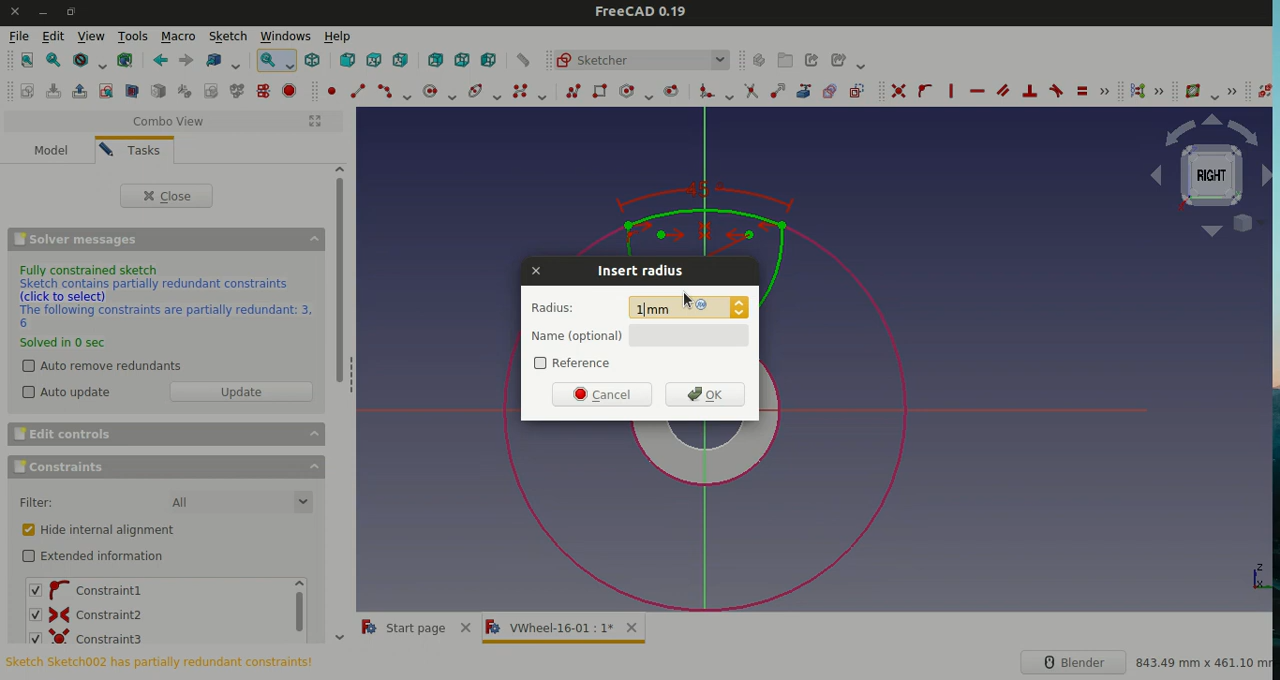 FreeCAD 0.19
File Edit View Tools Macro Sketch Windows Help
Sketcher
Combo View
Model Tasks
Close
Solver messages
Fully constrained sketch
Sketch contains partially redundant constraints
(click to select)
The following constraints are partially redundant: 3,
6
Solved in 0 sec
Auto remove redundants
Auto update Update
Edit controls
Constraints
Filter: All
Hide internal alignment
Extended information
Constraint1
Constraint2
Constraint3
RIGHT
Insert radius
Radius: 1 mm
Name (optional)
Reference
Cancel OK
z
Start page VWheel-16-01 : 1*
Sketch Sketch002 has partially redundant constraints!
Blender 843.49 mm x 461.10 mm